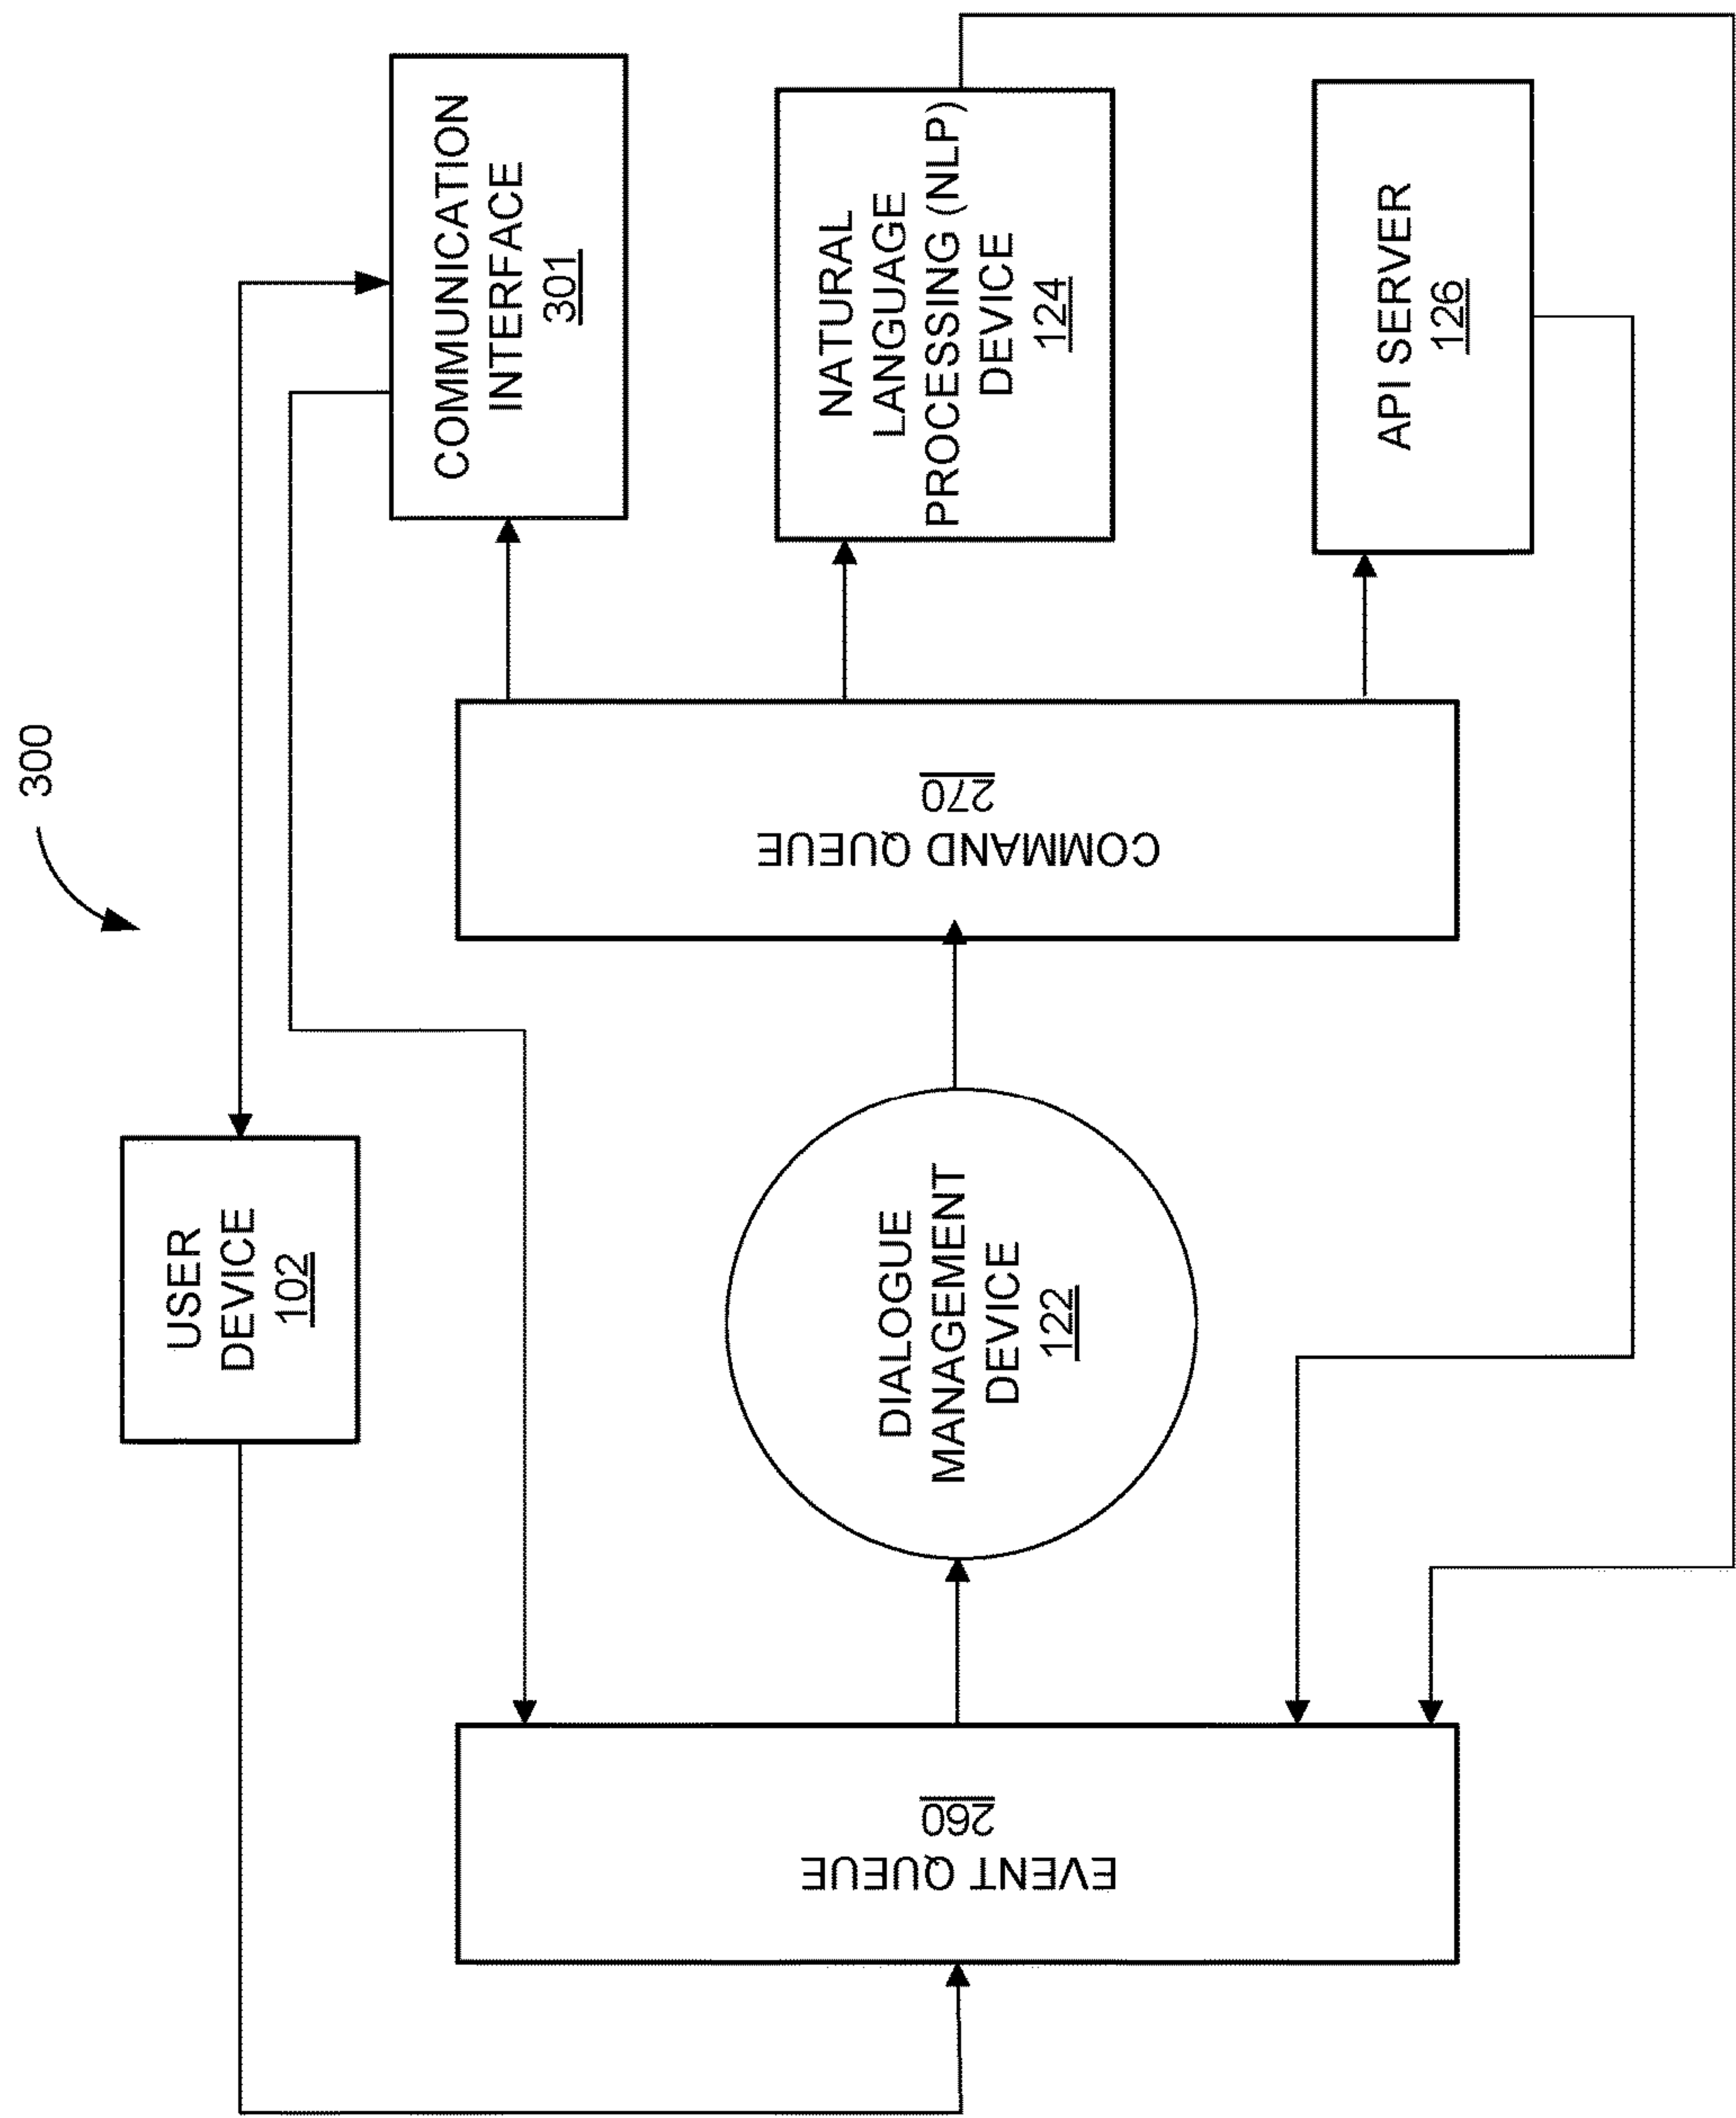 300
USER
DEVICE
102
COMMUNICATION
INTERFACE
301
EVENT QUEUE
260
DIALOGUE
MANAGEMENT
DEVICE
122
COMMAND QUEUE
270
NATURAL
LANGUAGE
PROCESSING (NLP)
DEVICE
124
API SERVER
126